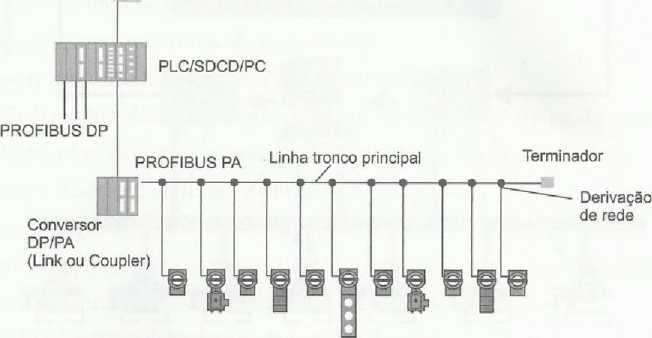 PLC/SDCD/PC
PROFIBUS DP
PROFIBUS PA
Linha tronco principal
Terminador
Derivação
de rede
Conversor
DP/PA
(Link ou Coupler)